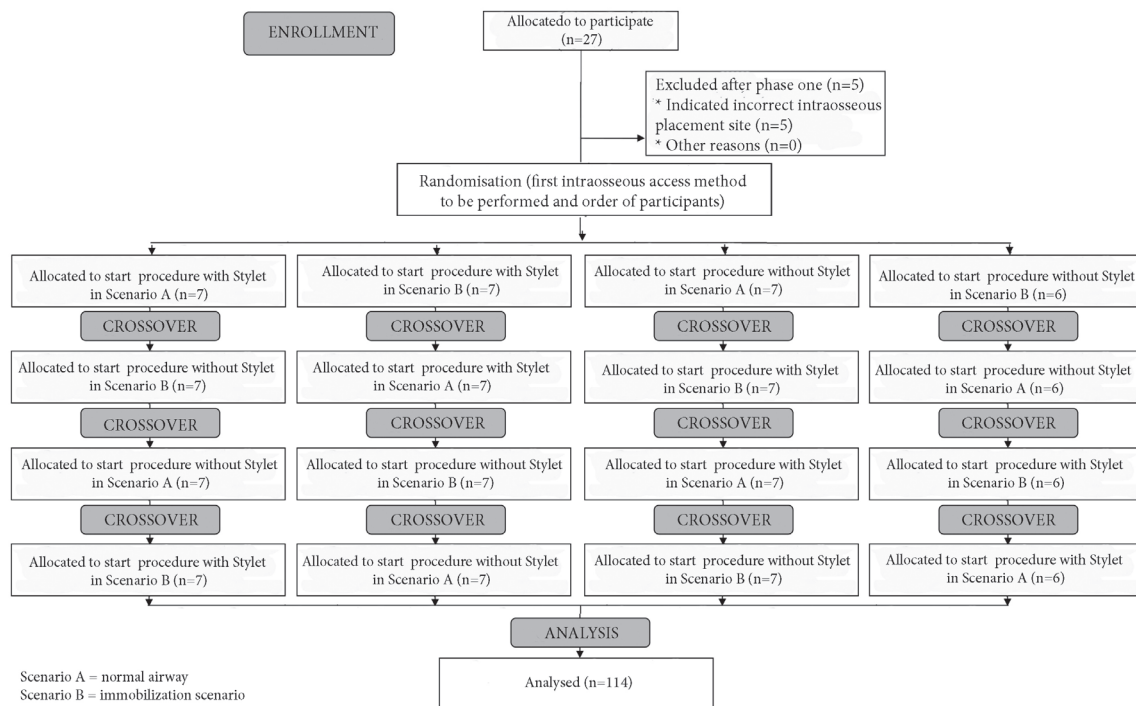 ENROLLMENT
Allocatedo to participate
(n=27)
Excluded after phase one (n=5)
* Indicated incorrect intraosseous
placement site (n=5)
* Other reasons (n=0)
Randomisation (first intraosseous access method
to be performed and order of participants)
Allocated to start procedure with Stylet
in Scenario A (n=7)
Allocated to start procedure with Stylet
in Scenario B (n=7)
Allocated to start procedure without Stylet
in Scenario A (n=7)
Allocated to start procedure without Stylet
in Scenario B (n=6)
CROSSOVER
CROSSOVER
CROSSOVER
CROSSOVER
Allocated to start procedure without Stylet
in Scenario B (n=7)
Allocated to start procedure with Stylet
in Scenario A (n=7)
Allocated to start procedure with Stylet
in Scenario B (n=7)
Allocated to start procedure without Stylet
in Scenario A (n=6)
CROSSOVER
CROSSOVER
CROSSOVER
CROSSOVER
Allocated to start procedure without Stylet
in Scenario A (n=7)
Allocated to start procedure without Stylet
in Scenario B (n=7)
Allocated to start procedure with Stylet
in Scenario A (n=7)
Allocated to start procedure with Stylet
in Scenario B (n=6)
CROSSOVER
CROSSOVER
CROSSOVER
CROSSOVER
Allocated to start procedure with Stylet
in Scenario B (n=7)
Allocated to start procedure without Stylet
in Scenario A (n=7)
Allocated to start procedure without Stylet
in Scenario B (n=7)
Allocated to start procedure with Stylet
in Scenario A (n=6)
ANALYSIS
Analysed (n=114)
Scenario A = normal airway
Scenario B = immobilization scenario